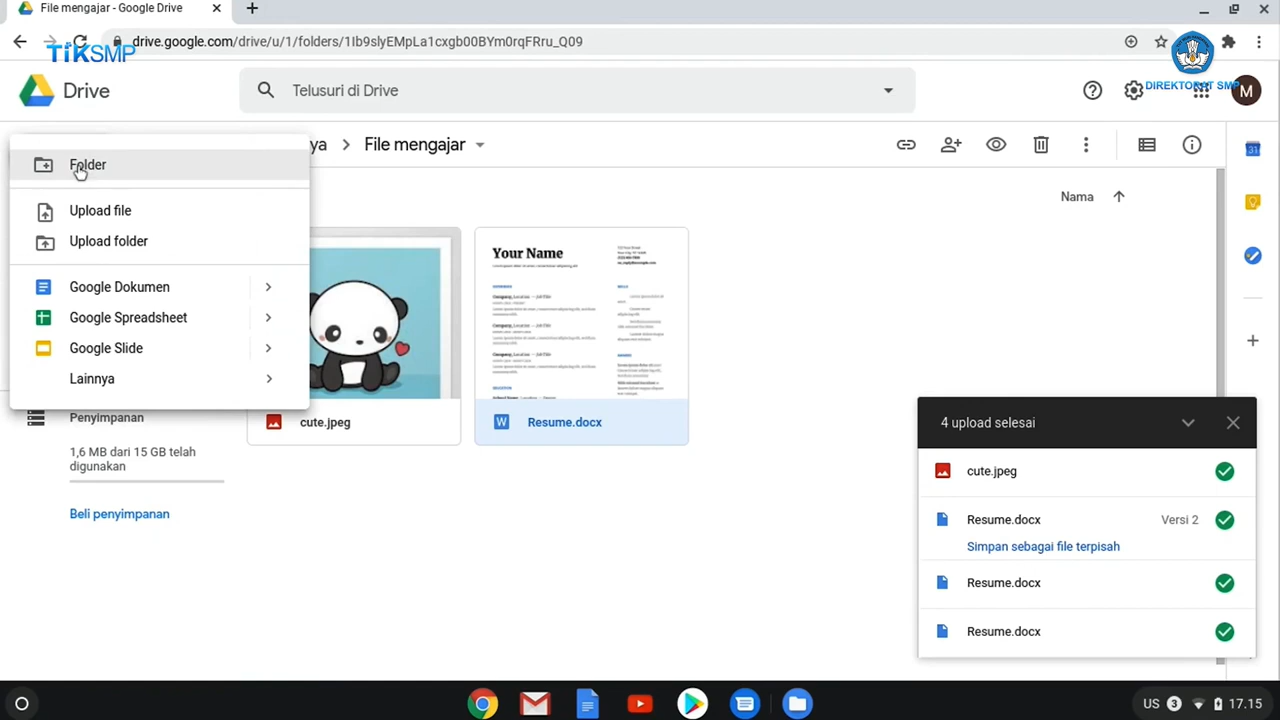 File mengajar - Google Drive
drive.google.com/drive/u/1/folders/1Ib9slyEMpLa1cxgb00BYm0rqFRru_Q09
TiKSMP
DIREKTORAT SMP
Drive
Telusuri di Drive
M
ya
File mengajar
Folder
Upload file
Upload folder
Google Dokumen
Google Spreadsheet
Google Slide
Lainnya
Nama
31
Your Name
cute.jpeg
W
Resume.docx
Penyimpanan
1,6 MB dari 15 GB telah
digunakan
Beli penyimpanan
4 upload selesai
cute.jpeg
Resume.docx
Versi 2
Simpan sebagai file terpisah
Resume.docx
Resume.docx
US
3
17.15